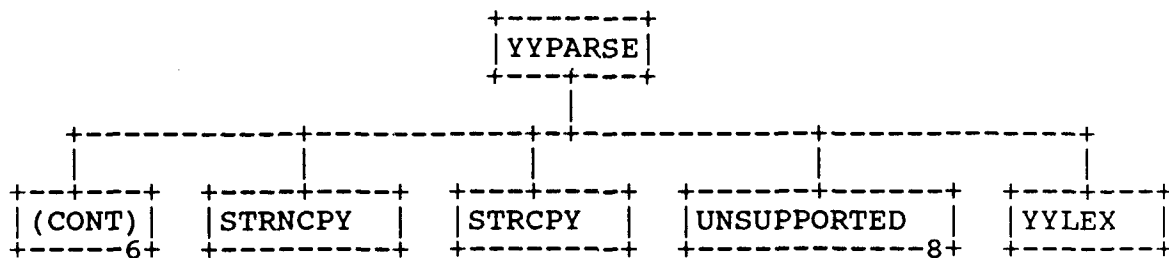 YYPARSE
(CONT) STRNCPY STRCPY UNSUPPORTED YYLEX
6 8